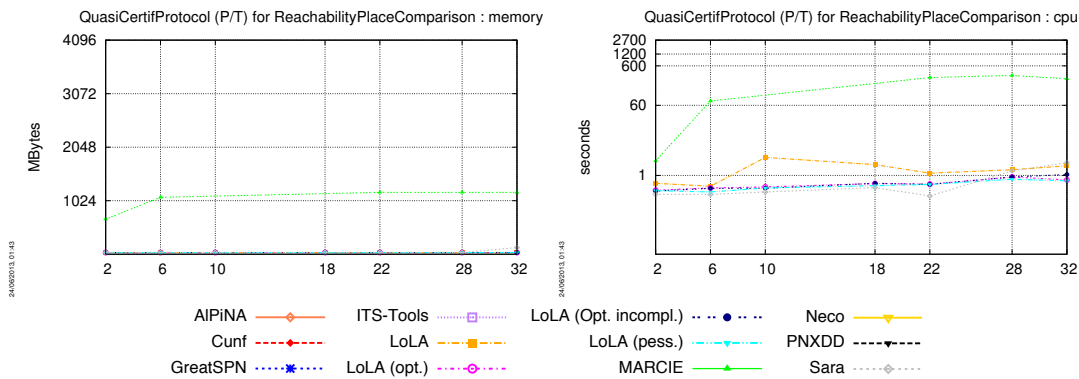 QuasiCertifProtocol (P/T) for ReachabilityPlaceComparison : memory
4096
3072
2048
1024
MBytes
2 6 10 18 22 28 32
24/06/2013, 01:43
QuasiCertifProtocol (P/T) for ReachabilityPlaceComparison : cpu
2700
1200
600
60
1
seconds
2 6 10 18 22 28 32
24/06/2013, 01:43
AlPiNA
Cunf
GreatSPN
ITS-Tools
LoLA
LoLA (opt.)
LoLA (Opt. incompl.)
LoLA (pess.)
MARCIE
Neco
PNXDD
Sara